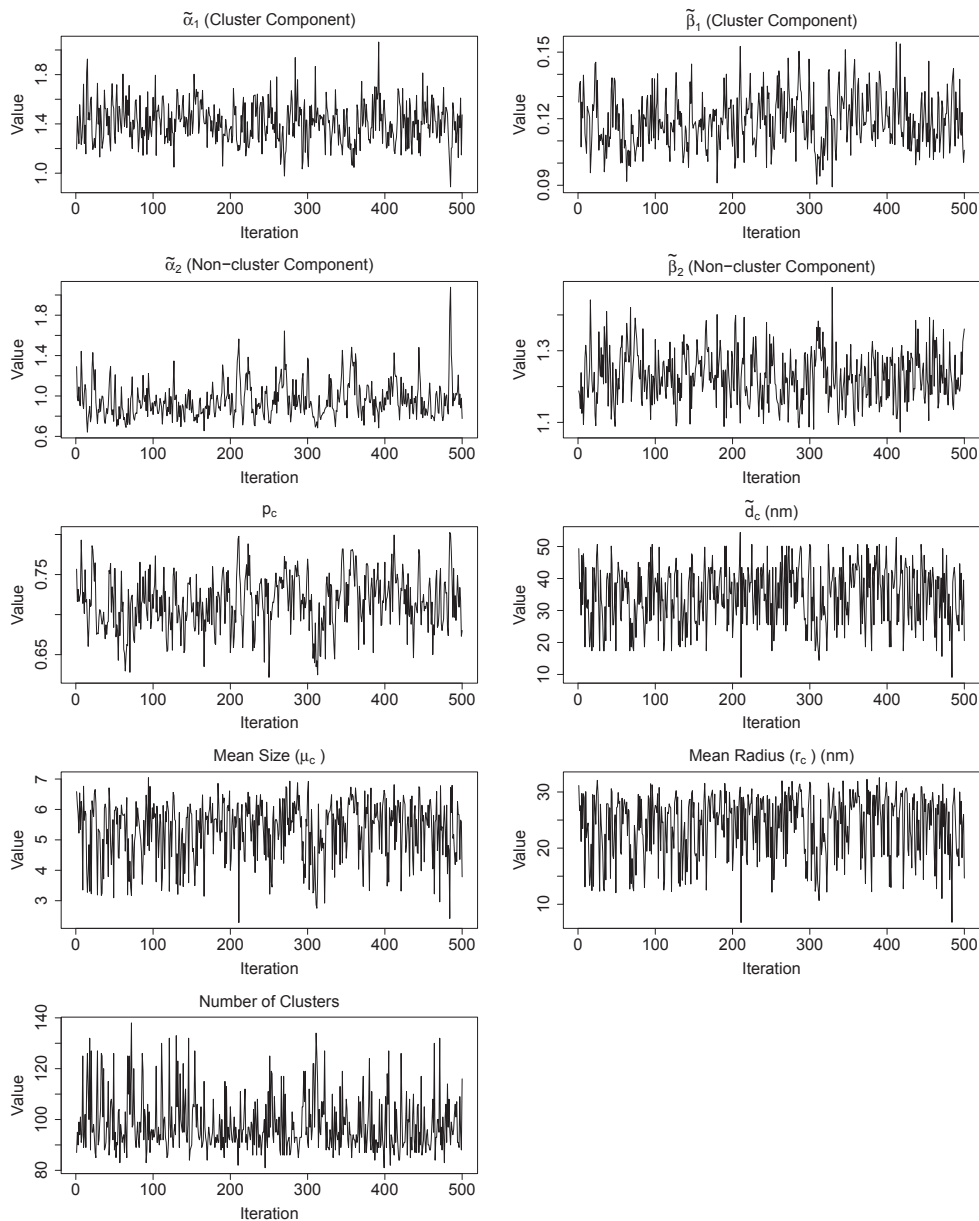 α̃₁ (Cluster Component)
Value
1.0 1.4 1.8
0 100 200 300 400 500
Iteration
β̃₁ (Cluster Component)
Value
0.09 0.12 0.15
0 100 200 300 400 500
Iteration
α̃₂ (Non−cluster Component)
Value
0.6 1.0 1.4 1.8
0 100 200 300 400 500
Iteration
β̃₂ (Non−cluster Component)
Value
1.1 1.3
0 100 200 300 400 500
Iteration
p꜀
Value
0.65 0.75
0 100 200 300 400 500
Iteration
d̃꜀ (nm)
Value
10 20 30 40 50
0 100 200 300 400 500
Iteration
Mean Size (μ꜀ )
Value
3 4 5 6 7
0 100 200 300 400 500
Iteration
Mean Radius (r꜀ ) (nm)
Value
10 20 30
0 100 200 300 400 500
Iteration
Number of Clusters
Value
80 100 120 140
0 100 200 300 400 500
Iteration